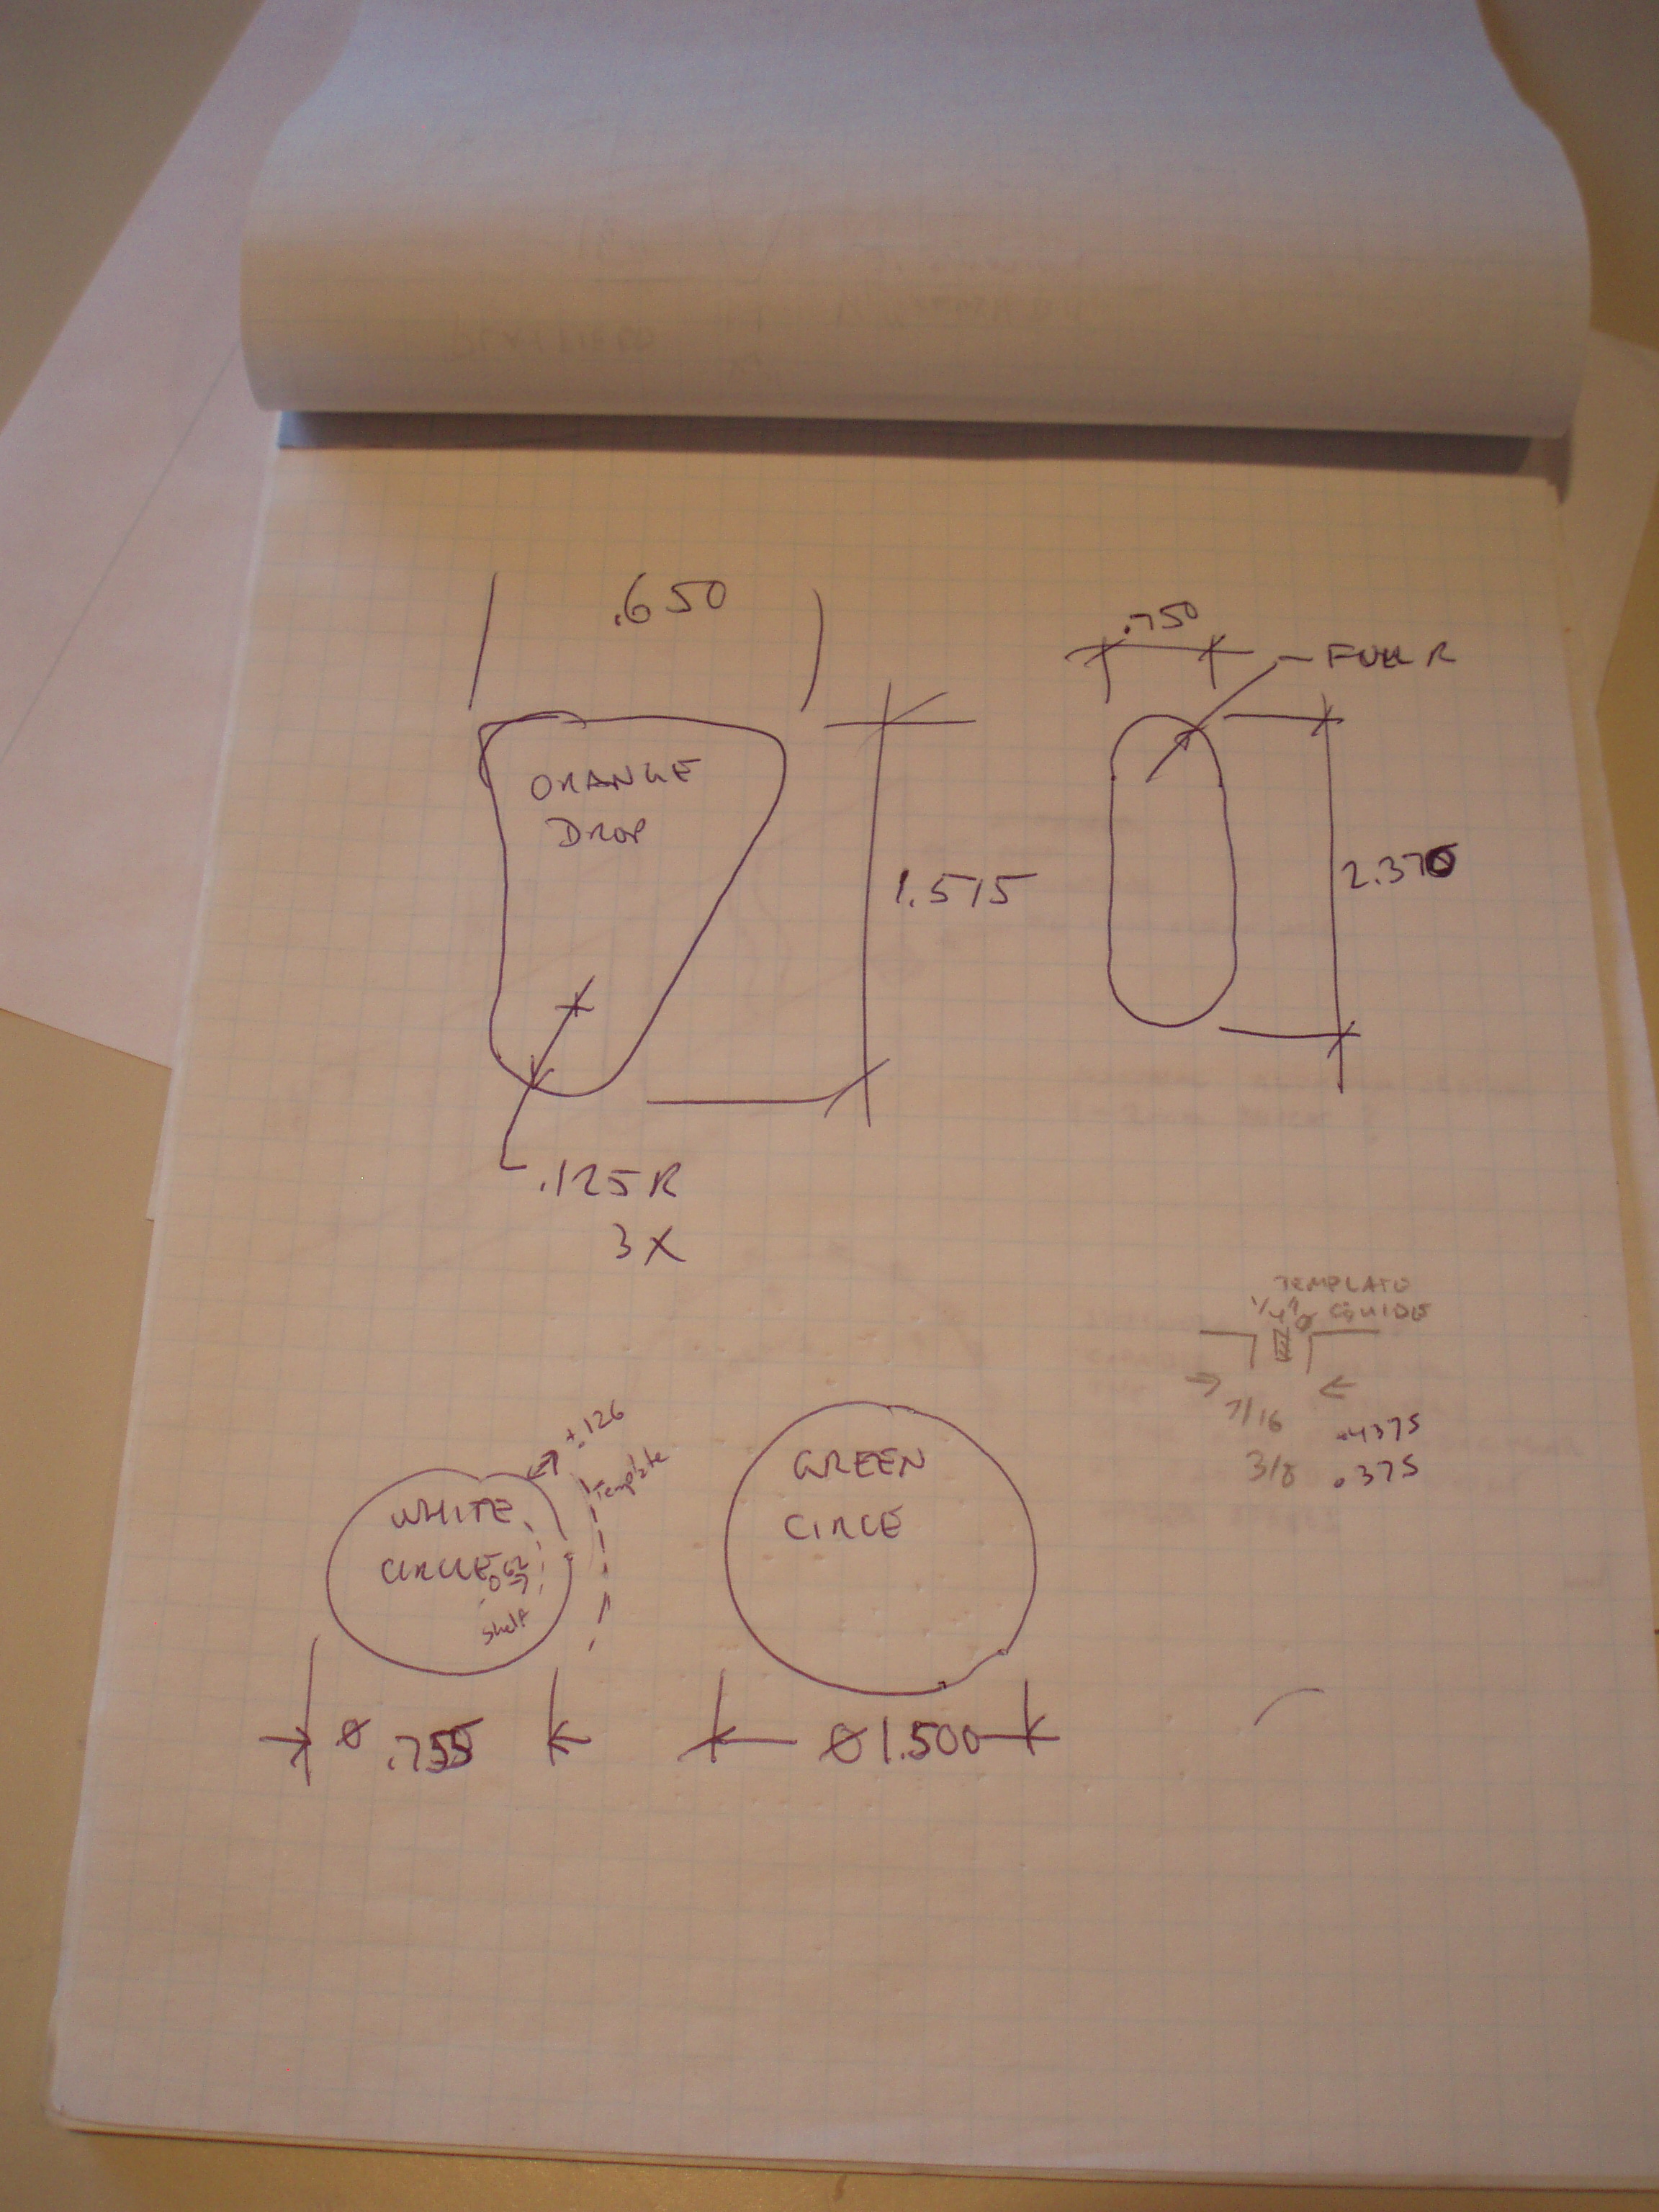 .650
.750
FULL R
ORANGE
DROP
1.575
2.370
.125 R
3X
TEMPLATE
1/4" Ø GUIDE
7/16 .4375
3/8 .375
±.126
Template
WHITE
CIRCLE
.062
shelf
GREEN
CIRCLE
Ø .755
Ø1.500